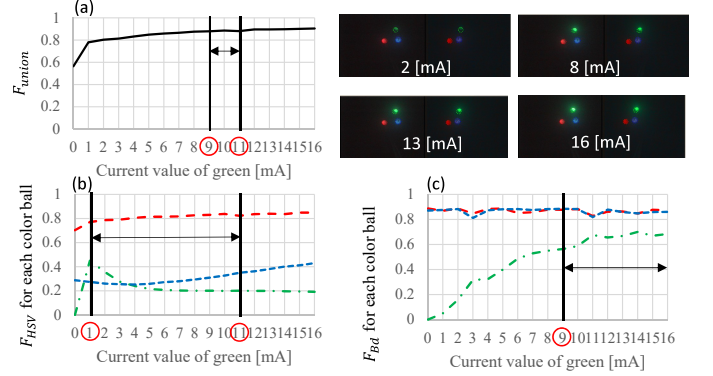 (a)
F_union
1
0.8
0.6
0.4
0.2
0
0 1 2 3 4 5 6 7 8 9 10 11 12 13 14 15 16
Current value of green [mA]
2 [mA]
8 [mA]
13 [mA]
16 [mA]
(b)
F_HSV for each color ball
1
0.8
0.6
0.4
0.2
0
0 1 2 3 4 5 6 7 8 9 10 11 12 13 14 15 16
Current value of green [mA]
(c)
F_Bd for each color ball
1
0.8
0.6
0.4
0.2
0
0 1 2 3 4 5 6 7 8 9 10 11 12 13 14 15 16
Current value of green [mA]